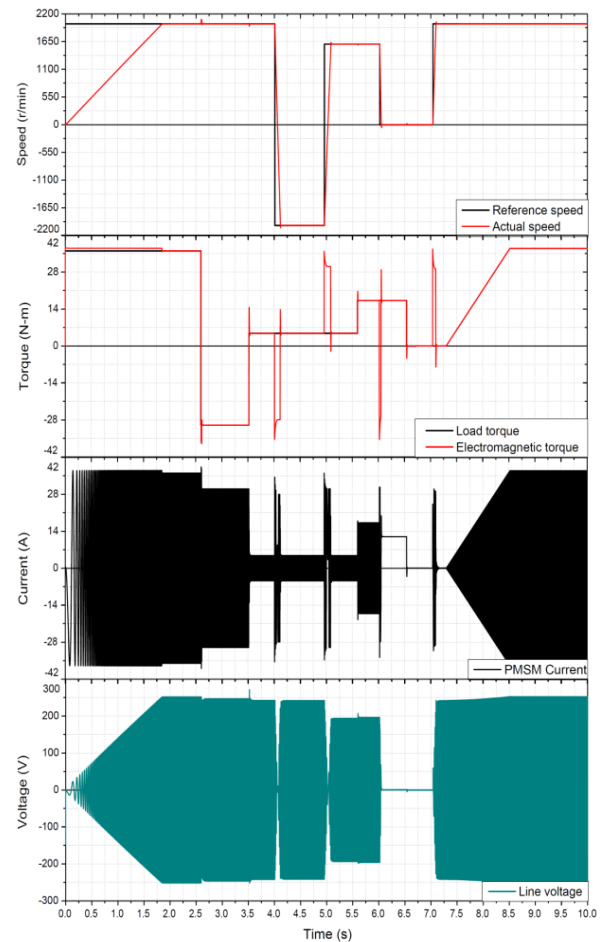 2200
1650
1100
550
0
-550
-1100
-1650
-2200
Speed (r/min)
Reference speed
Actual speed
42
28
14
0
-14
-28
-42
Torque (N-m)
Load torque
Electromagnetic torque
42
28
14
0
-14
-28
-42
Current (A)
PMSM Current
300
200
100
0
-100
-200
-300
Voltage (V)
Line voltage
0.0 0.5 1.0 1.5 2.0 2.5 3.0 3.5 4.0 4.5 5.0 5.5 6.0 6.5 7.0 7.5 8.0 8.5 9.0 9.5 10.0
Time (s)